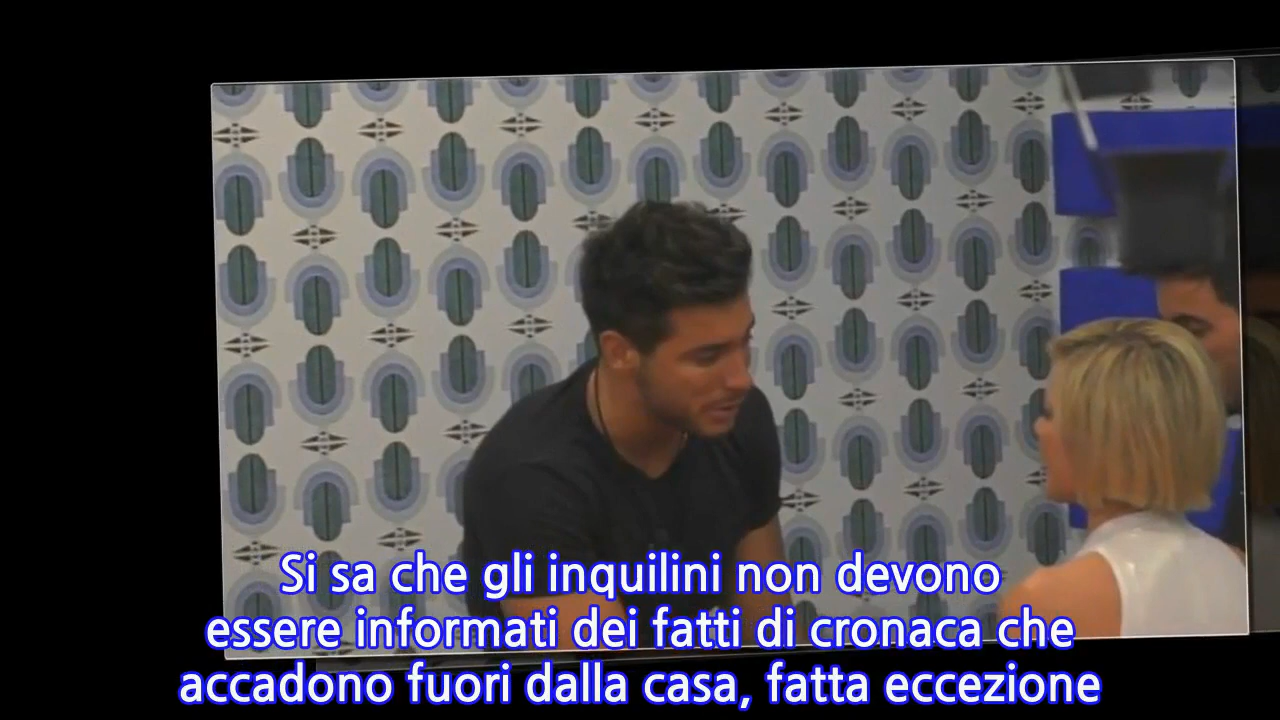 Si sa che gli inquilini non devono
essere informati dei fatti di cronaca che
accadono fuori dalla casa, fatta eccezione